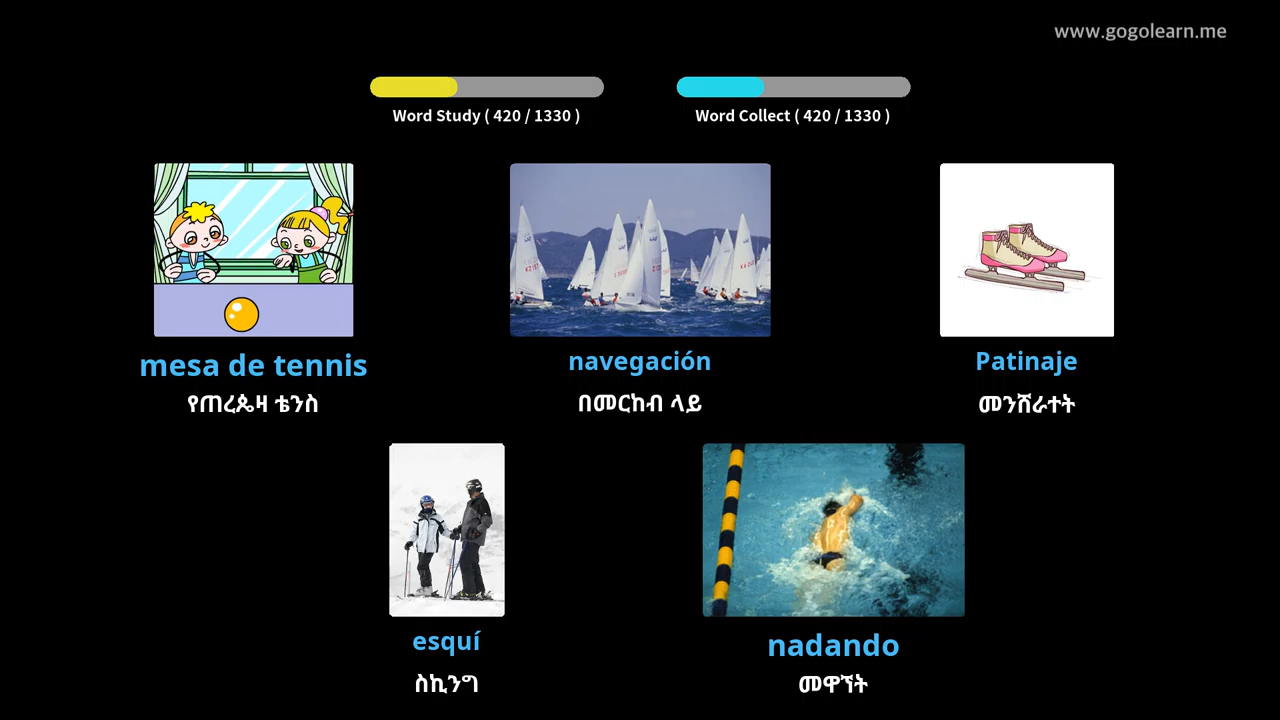 www.gogolearn.me
Word Study ( 420 / 1330 )
Word Collect ( 420 / 1330 )
mesa de tennis
የጠረጴዛ ቴንስ
navegación
በመርከብ ላይ
Patinaje
መንሸራተት
esquí
ስኪንግ
nadando
መዋኘት